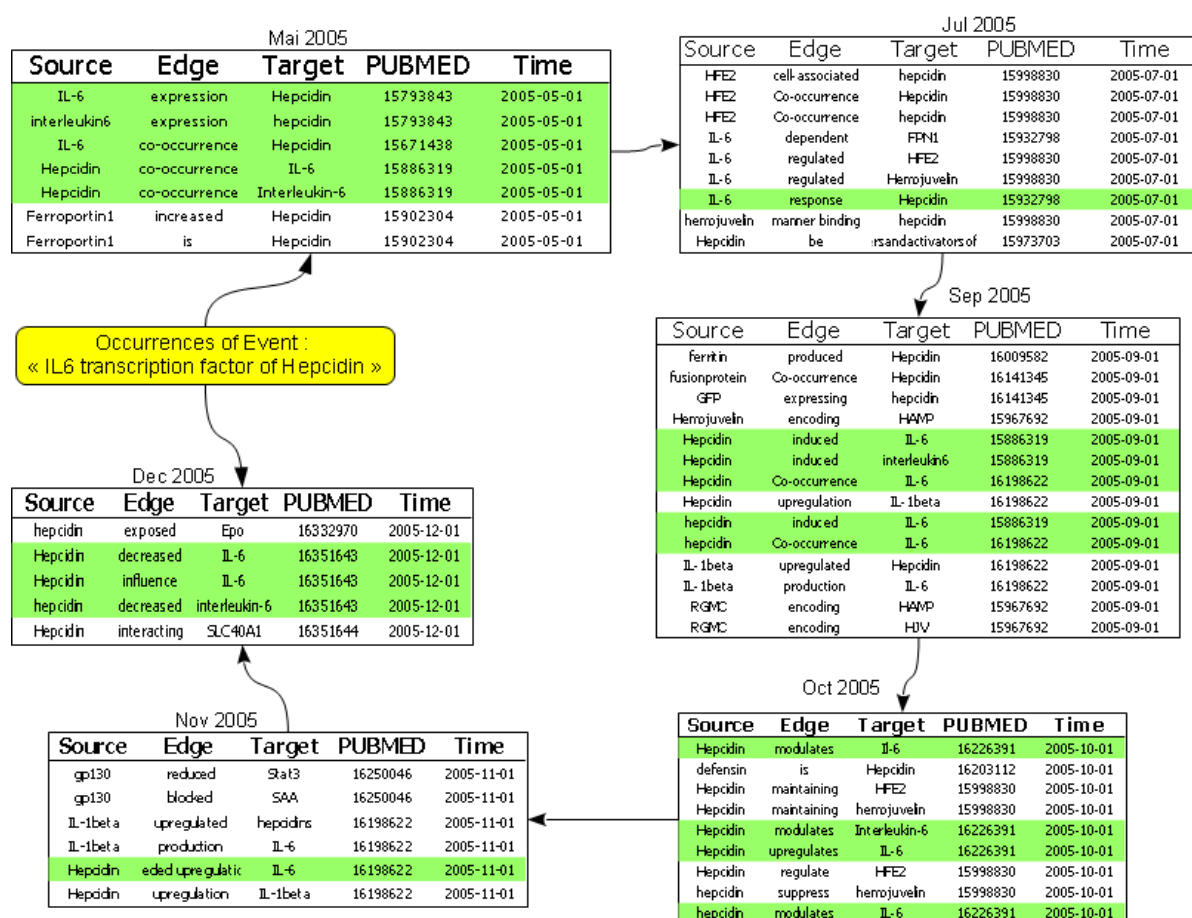 Mai 2005
Source Edge Target PUBMED Time
IL-6 expression Hepcidin 15793843 2005-05-01
interleukin6 expression hepcidin 15793843 2005-05-01
IL-6 co-occurrence Hepcidin 15671438 2005-05-01
Hepcidin co-occurrence IL-6 15886319 2005-05-01
Hepcidin co-occurrence Interleukin-6 15886319 2005-05-01
Ferroportin1 increased Hepcidin 15902304 2005-05-01
Ferroportin1 is Hepcidin 15902304 2005-05-01
Jul 2005
Source Edge Target PUBMED Time
HFE2 cell-associated hepcidin 15998830 2005-07-01
HFE2 Co-occurrence Hepcidin 15998830 2005-07-01
HFE2 Co-occurrence hepcidin 15998830 2005-07-01
IL-6 dependent FPN1 15932798 2005-07-01
IL-6 regulated HFE2 15998830 2005-07-01
IL-6 regulated Hemojuvelin 15998830 2005-07-01
IL-6 response Hepcidin 15932798 2005-07-01
hemojuvelin manner binding hepcidin 15998830 2005-07-01
Hepcidin be rsandactivatorsof 15973703 2005-07-01
Occurrences of Event :
« IL6 transcription factor of Hepcidin »
Sep 2005
Source Edge Target PUBMED Time
ferritin produced Hepcidin 16009582 2005-09-01
fusionprotein Co-occurrence Hepcidin 16141345 2005-09-01
GFP expressing hepcidin 16141345 2005-09-01
Hemojuvelin encoding HAMP 15967692 2005-09-01
Hepcidin induced IL-6 15886319 2005-09-01
Hepcidin induced interleukin6 15886319 2005-09-01
Hepcidin Co-occurrence IL-6 16198622 2005-09-01
Hepcidin upregulation IL-1beta 16198622 2005-09-01
hepcidin induced IL-6 15886319 2005-09-01
hepcidin Co-occurrence IL-6 16198622 2005-09-01
IL-1beta upregulated Hepcidin 16198622 2005-09-01
IL-1beta production IL-6 16198622 2005-09-01
RGMC encoding HAMP 15967692 2005-09-01
RGMC encoding HJV 15967692 2005-09-01
Dec 2005
Source Edge Target PUBMED Time
hepcidin exposed Epo 16332970 2005-12-01
Hepcidin decreased IL-6 16351643 2005-12-01
Hepcidin influence IL-6 16351643 2005-12-01
hepcidin decreased interleukin-6 16351643 2005-12-01
Hepcidin interacting SLC40A1 16351644 2005-12-01
Oct 2005
Source Edge Target PUBMED Time
Hepcidin modulates Il-6 16226391 2005-10-01
defensin is Hepcidin 16203112 2005-10-01
Hepcidin maintaining HFE2 15998830 2005-10-01
Hepcidin maintaining hemojuvelin 15998830 2005-10-01
Hepcidin modulates Interleukin-6 16226391 2005-10-01
Hepcidin upregulates IL-6 16226391 2005-10-01
Hepcidin regulate HFE2 15998830 2005-10-01
hepcidin suppress hemojuvelin 15998830 2005-10-01
hepcidin modulates IL-6 16226391 2005-10-01
Nov 2005
Source Edge Target PUBMED Time
gp130 reduced Stat3 16250046 2005-11-01
gp130 blocked SAA 16250046 2005-11-01
IL-1beta upregulated hepcidins 16198622 2005-11-01
IL-1beta production IL-6 16198622 2005-11-01
Hepcidin eded upregulatic IL-6 16198622 2005-11-01
Hepcidin upregulation IL-1beta 16198622 2005-11-01